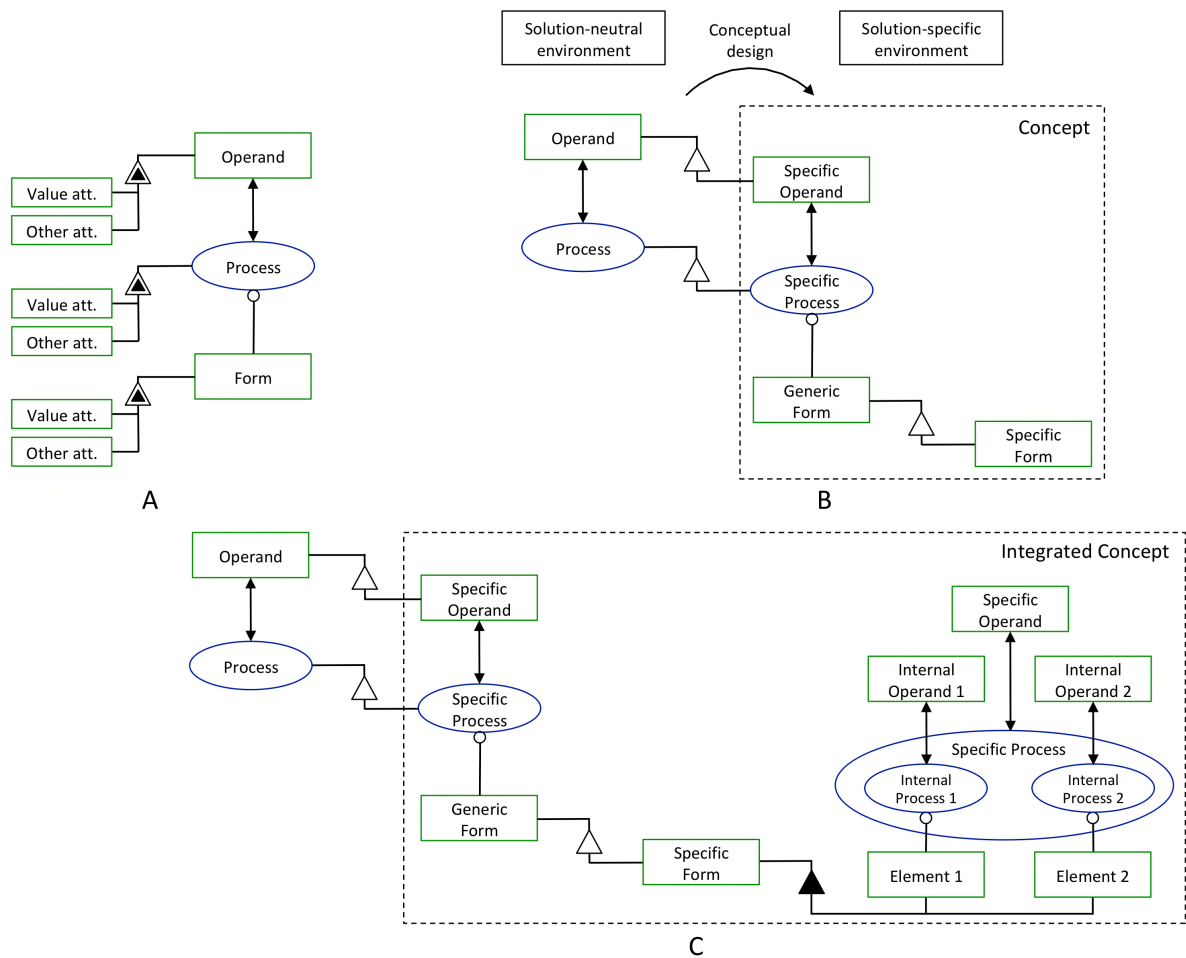 Operand
Value att.
Other att.
Process
Value att.
Other att.
Form
Value att.
Other att.
A
Solution-neutral
environment
Conceptual
design
Solution-specific
environment
Concept
Operand
Specific
Operand
Process
Specific
Process
Generic
Form
Specific
Form
B
Integrated Concept
Operand
Specific
Operand
Process
Specific
Process
Generic
Form
Specific
Form
Specific
Operand
Internal
Operand 1
Internal
Operand 2
Specific Process
Internal
Process 1
Internal
Process 2
Element 1
Element 2
C